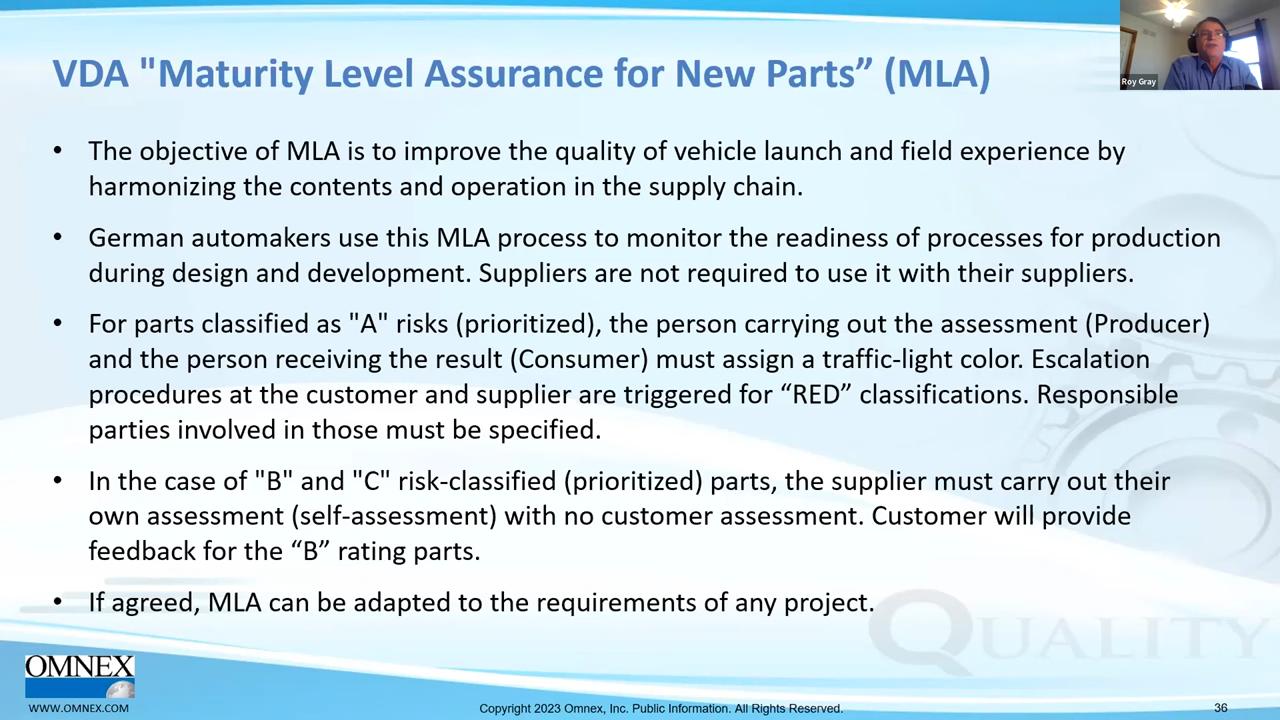 VDA "Maturity Level Assurance for New Parts” (MLA)
Roy Gray
• The objective of MLA is to improve the quality of vehicle launch and field experience by
harmonizing the contents and operation in the supply chain.
• German automakers use this MLA process to monitor the readiness of processes for production
during design and development. Suppliers are not required to use it with their suppliers.
• For parts classified as "A" risks (prioritized), the person carrying out the assessment (Producer)
and the person receiving the result (Consumer) must assign a traffic-light color. Escalation
procedures at the customer and supplier are triggered for “RED” classifications. Responsible
parties involved in those must be specified.
• In the case of "B" and "C" risk-classified (prioritized) parts, the supplier must carry out their
own assessment (self-assessment) with no customer assessment. Customer will provide
feedback for the “B” rating parts.
• If agreed, MLA can be adapted to the requirements of any project.
QUALITY
OMNEX
WWW.OMNEX.COM
Copyright 2023 Omnex, Inc. Public Information. All Rights Reserved.
36